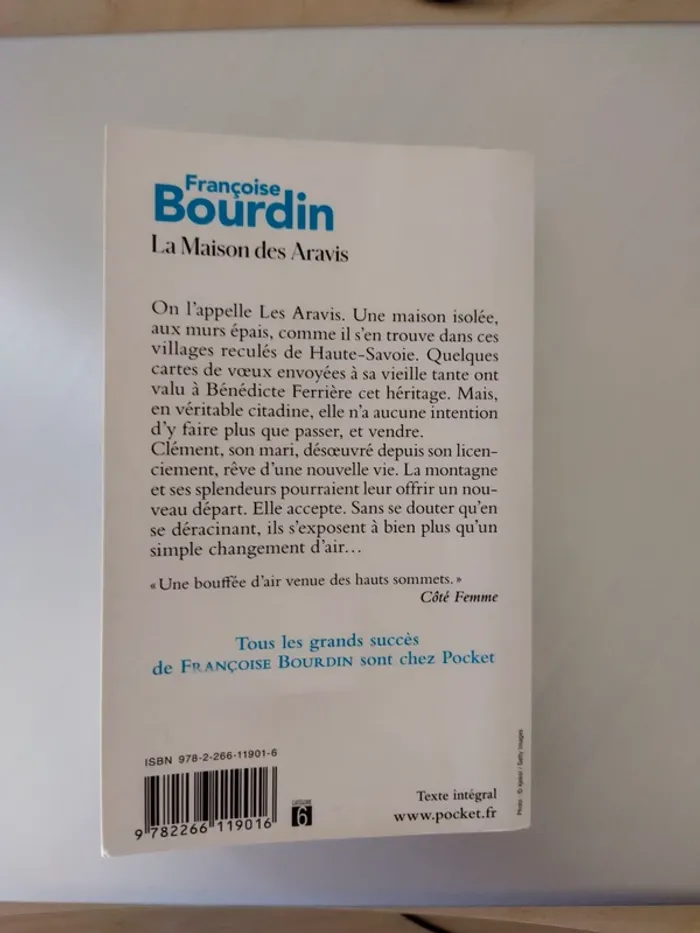 Françoise
Bourdin
La Maison des Aravis
On l'appelle Les Aravis. Une maison isolée,
aux murs épais, comme il s'en trouve dans ces
villages reculés de Haute-Savoie. Quelques
cartes de vœux envoyées à sa vieille tante ont
valu à Bénédicte Ferrière cet héritage. Mais,
en véritable citadine, elle n'a aucune intention
d'y faire plus que passer, et vendre.
Clément, son mari, désœuvré depuis son licen-
ciement, rêve d'une nouvelle vie. La montagne
et ses splendeurs pourraient leur offrir un nou-
veau départ. Elle accepte. Sans se douter qu'en
se déracinant, ils s'exposent à bien plus qu'un
simple changement d'air…
« Une bouffée d'air venue des hauts sommets. »
Côté Femme
Tous les grands succès
de FRANÇOISE BOURDIN sont chez Pocket
ISBN 978-2-266-11901-6
9 782266 119016
6
Texte intégral
www.pocket.fr
Photo : © / Getty Images